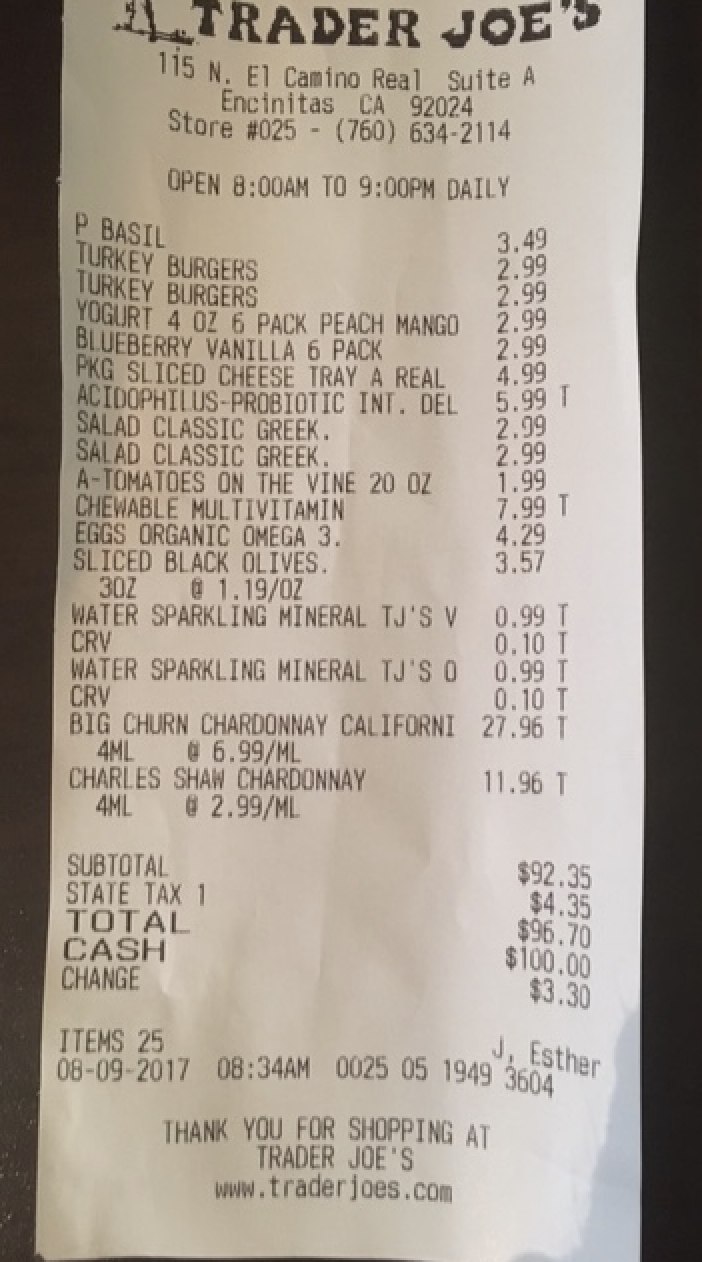 TRADER JOE'S
115 N. El Camino Real Suite A
Encinitas CA 92024
Store #025 - (760) 634-2114
OPEN 8:00AM TO 9:00PM DAILY
P BASIL 3.49
TURKEY BURGERS 2.99
TURKEY BURGERS 2.99
YOGURT 4 OZ 6 PACK PEACH MANGO 2.99
BLUEBERRY VANILLA 6 PACK 2.99
PKG SLICED CHEESE TRAY A REAL 4.99
ACIDOPHILUS-PROBIOTIC INT. DEL 5.99 T
SALAD CLASSIC GREEK. 2.99
SALAD CLASSIC GREEK. 2.99
A-TOMATOES ON THE VINE 20 OZ 1.99
CHEWABLE MULTIVITAMIN 7.99 T
EGGS ORGANIC OMEGA 3. 4.29
SLICED BLACK OLIVES. 3.57
3OZ @ 1.19/OZ
WATER SPARKLING MINERAL TJ'S V 0.99 T
CRV 0.10 T
WATER SPARKLING MINERAL TJ'S O 0.99 T
CRV 0.10 T
BIG CHURN CHARDONNAY CALIFORNI 27.96 T
4ML @ 6.99/ML
CHARLES SHAW CHARDONNAY 11.96 T
4ML @ 2.99/ML
SUBTOTAL $92.35
STATE TAX 1 $4.35
TOTAL $96.70
CASH $100.00
CHANGE $3.30
ITEMS 25 J, Esther
08-09-2017 08:34AM 0025 05 1949 3604
THANK YOU FOR SHOPPING AT
TRADER JOE'S
www.traderjoes.com